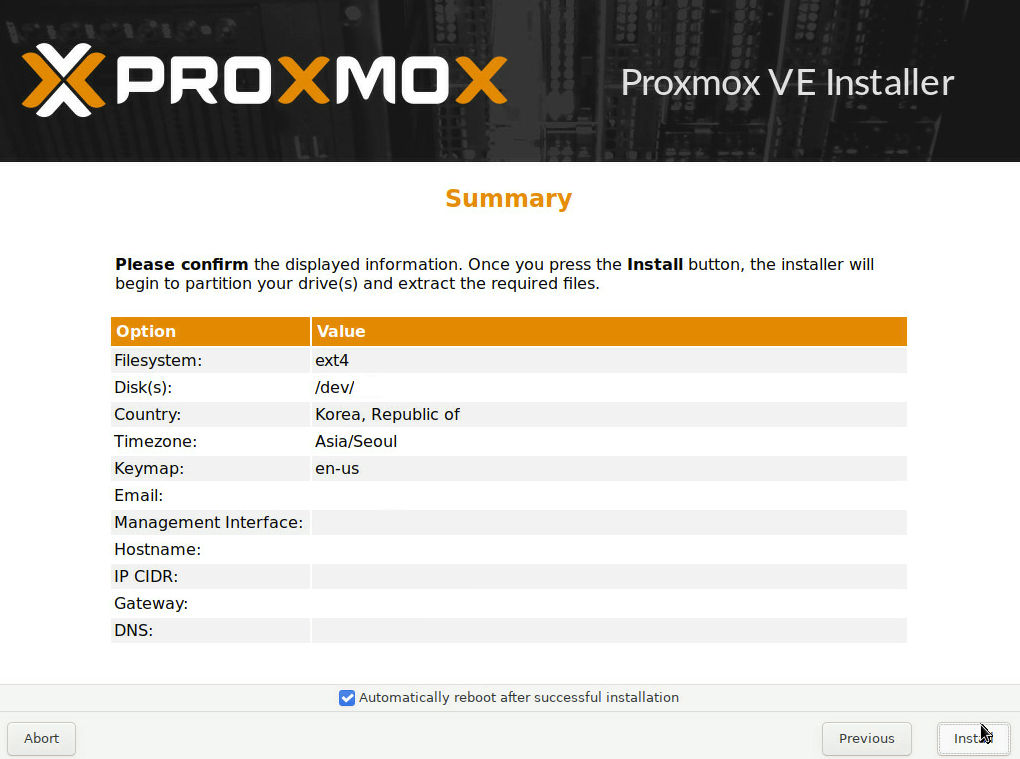 PROXMOX
Proxmox VE Installer
Summary
Please confirm the displayed information. Once you press the Install button, the installer will
begin to partition your drive(s) and extract the required files.
Option Value
Filesystem: ext4
Disk(s): /dev/
Country: Korea, Republic of
Timezone: Asia/Seoul
Keymap: en-us
Email:
Management Interface:
Hostname:
IP CIDR:
Gateway:
DNS:
Automatically reboot after successful installation
Abort Previous Install